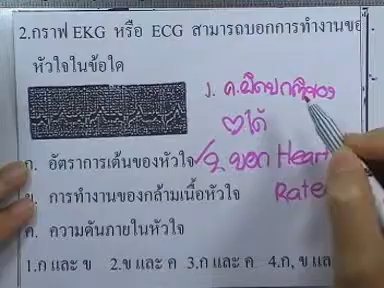 2.กราฟ EKG หรือ ECG สามารถบอกการทำงานขอ
หัวใจในข้อใด
1. ค.ผิดปกติของ
♡ได้
ก. อัตราการเต้นของหัวใจ ✓
2. บอก Heart
Rate
ข. การทำงานของกล้ามเนื้อหัวใจ
ค. ความดันภายในหัวใจ
1.ก และ ข 2.ข และ ค 3.ก และ ค 4.ก, ข และ